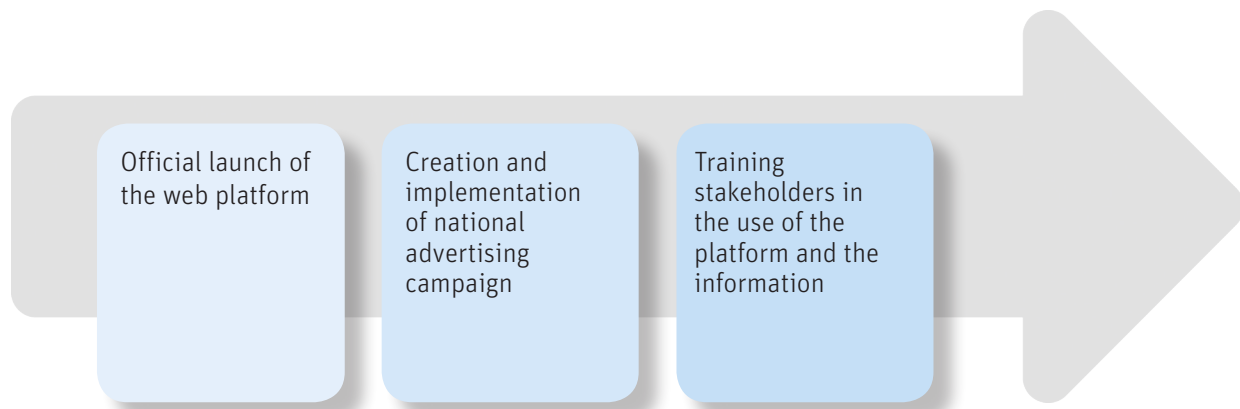 Official launch of
the web platform
Creation and
implementation
of national
advertising
campaign
Training
stakeholders in
the use of the
platform and the
information